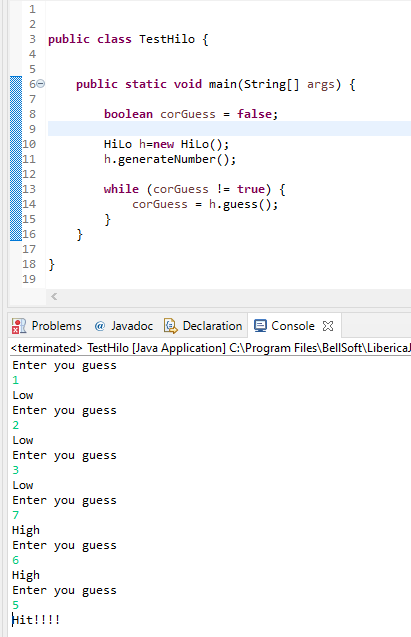 1
2
3 public class TestHilo {
4
5
6 public static void main(String[] args) {
7
8 boolean corGuess = false;
9
10 HiLo h=new HiLo();
11 h.generateNumber();
12
13 while (corGuess != true) {
14 corGuess = h.guess();
15 }
16 }
17
18 }
19
Problems @ Javadoc Declaration Console
<terminated> TestHilo [Java Application] C:\Program Files\BellSoft\LibericaJ
Enter you guess
1
Low
Enter you guess
2
Low
Enter you guess
3
Low
Enter you guess
7
High
Enter you guess
6
High
Enter you guess
5
Hit!!!!